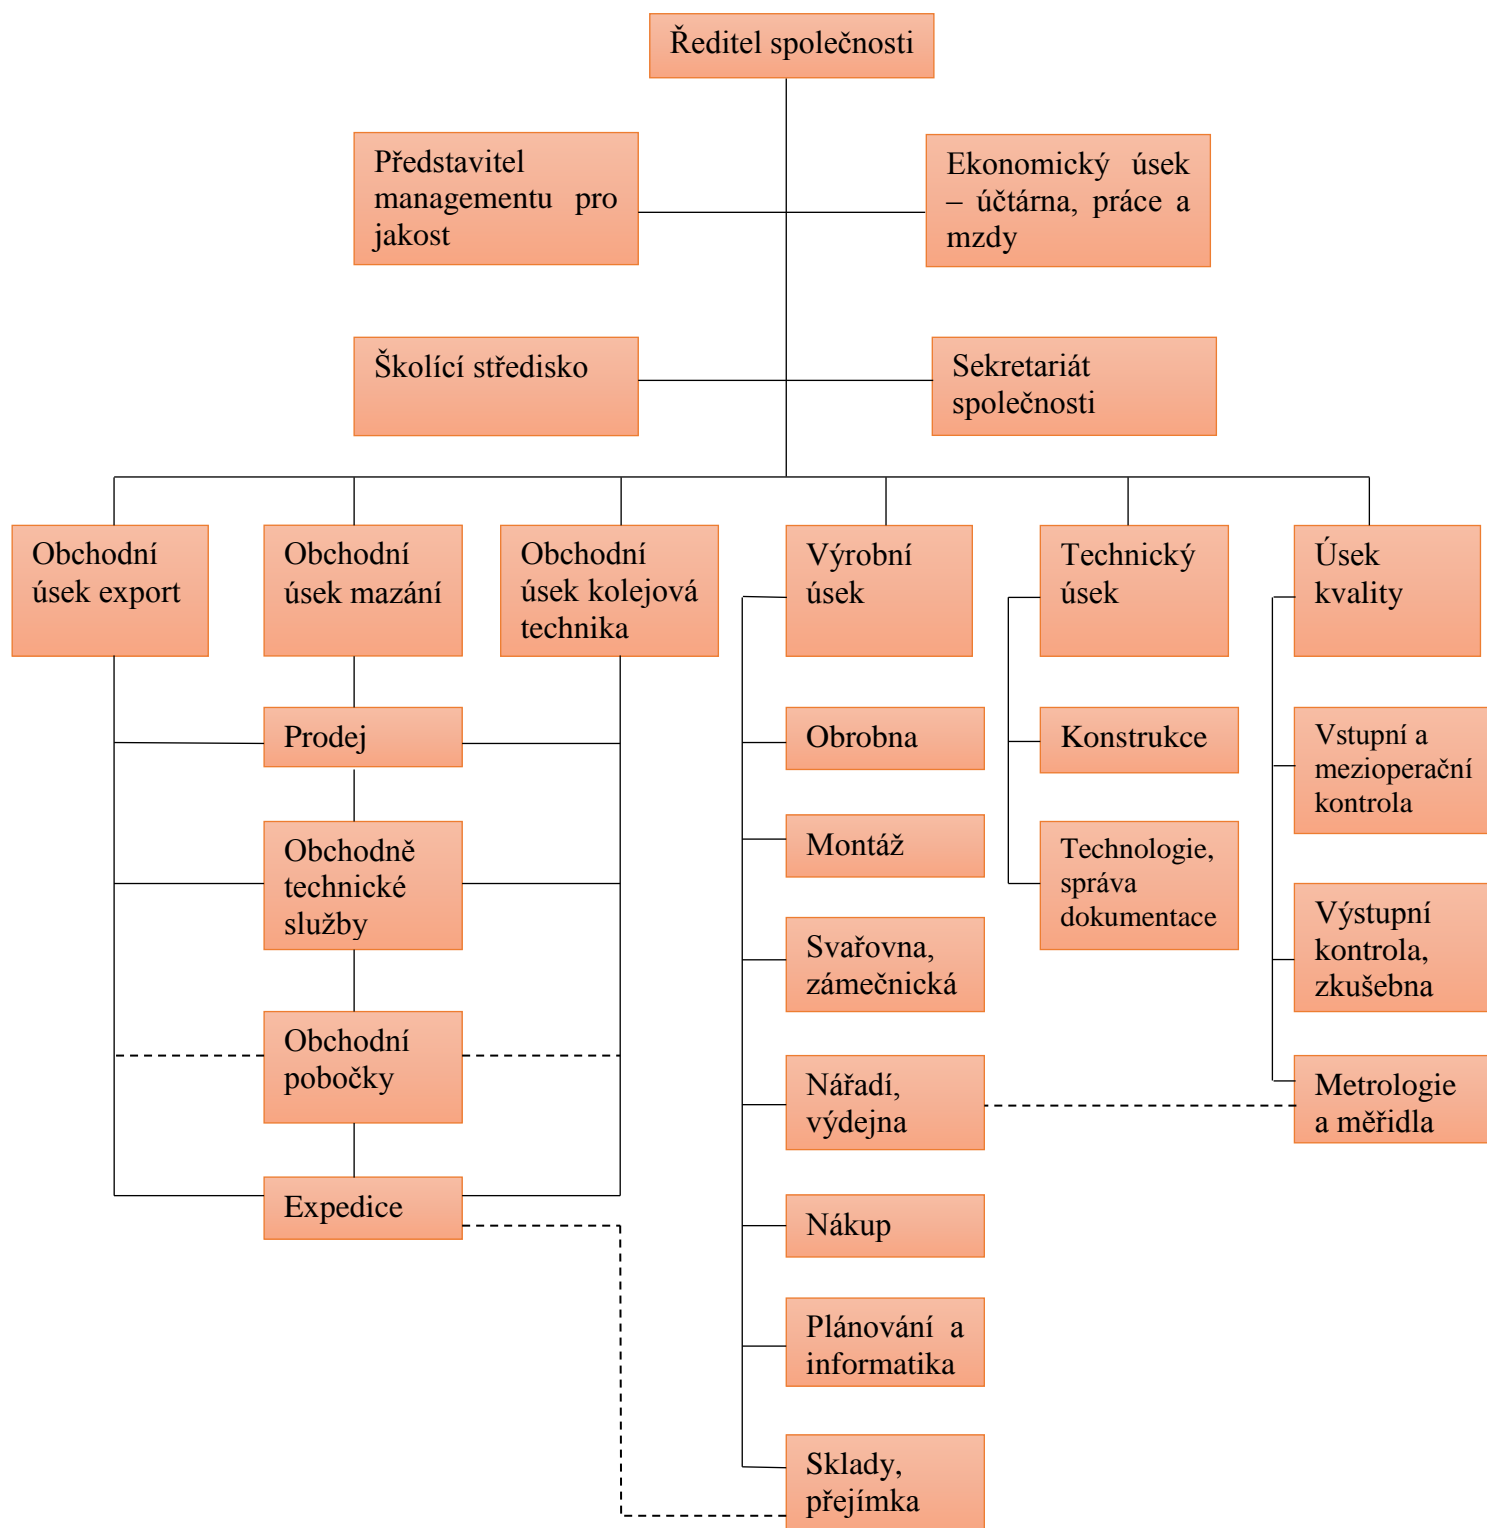 Ředitel společnosti
Představitel
managementu pro
jakost
Ekonomický úsek
– účtárna, práce a
mzdy
Školící středisko
Sekretariát
společnosti
Obchodní
úsek export
Obchodní
úsek mazání
Obchodní
úsek kolejová
technika
Výrobní
úsek
Technický
úsek
Úsek
kvality
Prodej
Obchodně
technické
služby
Obchodní
pobočky
Expedice
Obrobna
Montáž
Svařovna,
zámečnická
Nářadí,
výdejna
Nákup
Plánování a
informatika
Sklady,
přejímka
Konstrukce
Technologie,
správa
dokumentace
Vstupní a
mezioperační
kontrola
Výstupní
kontrola,
zkušebna
Metrologie
a měřidla